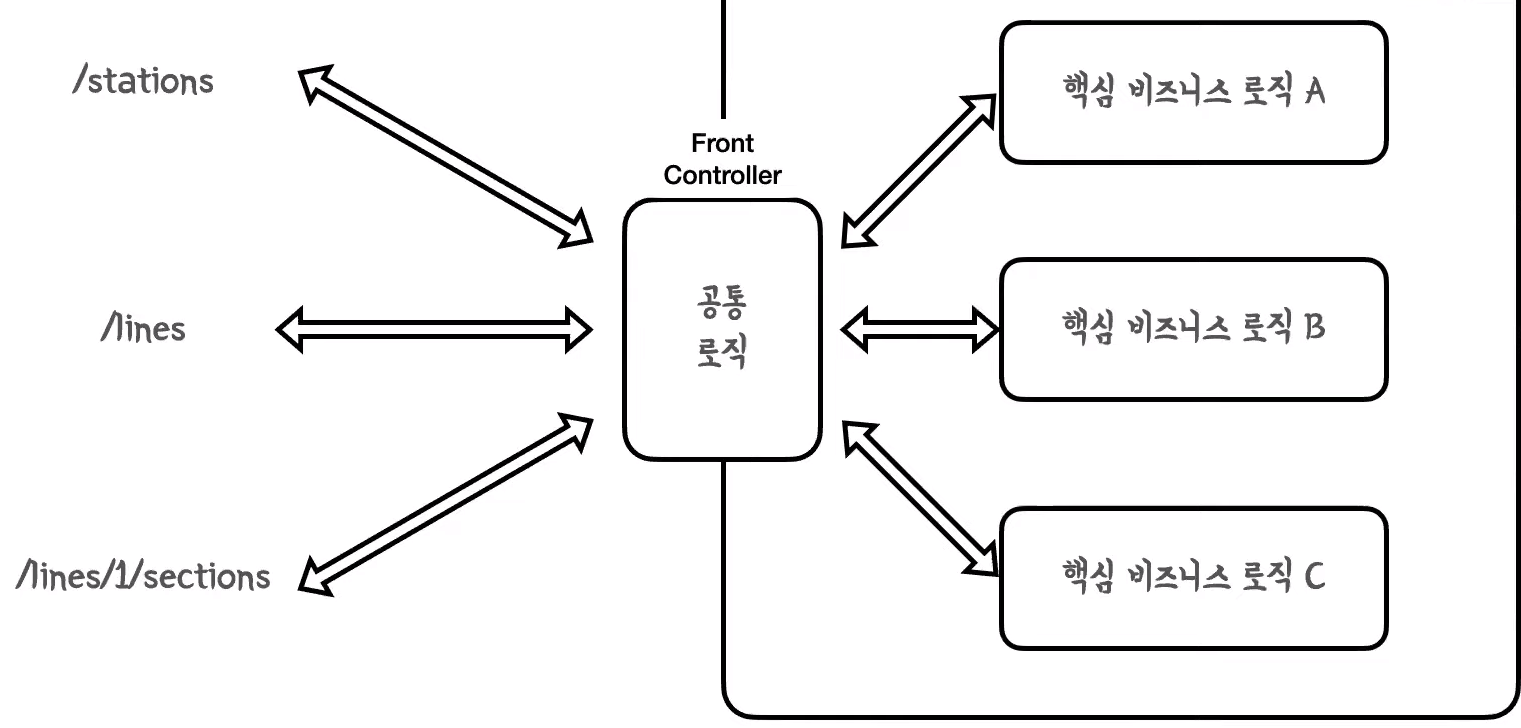 /stations
/lines
/lines/1/sections
Front
Controller
공통
로직
핵심 비즈니스 로직 A
핵심 비즈니스 로직 B
핵심 비즈니스 로직 C